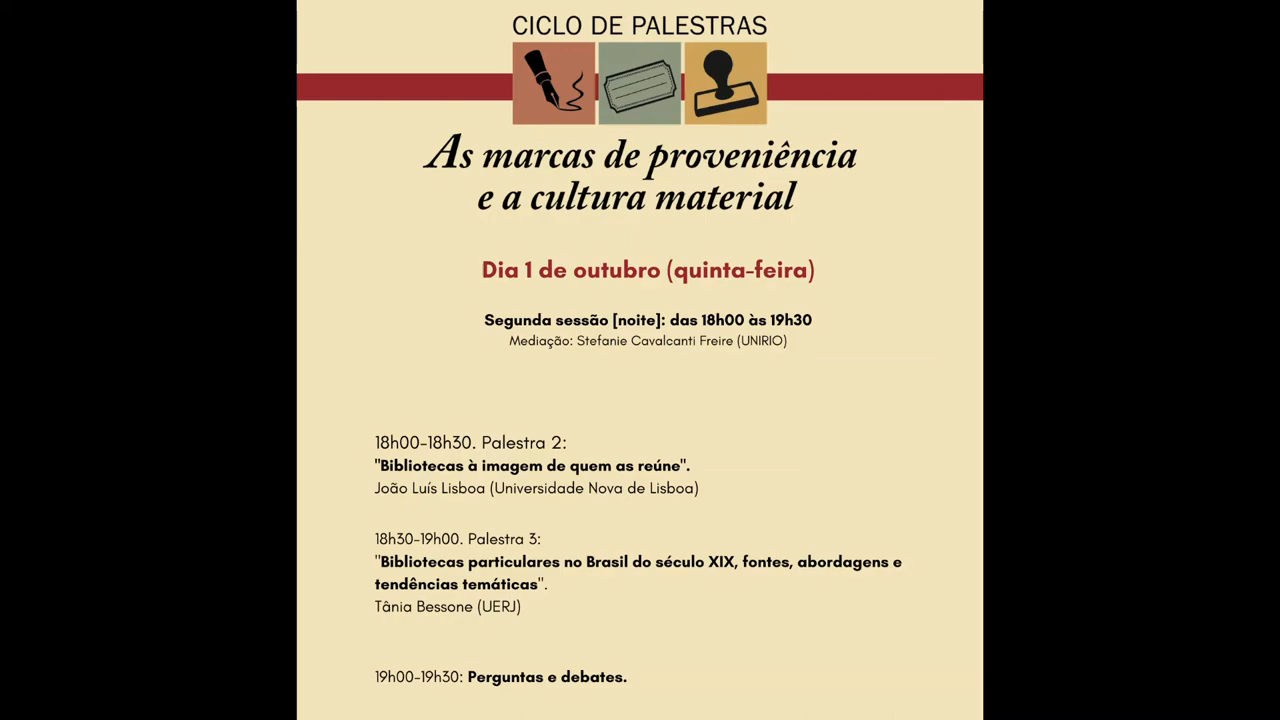 CICLO DE PALESTRAS
As marcas de proveniência
e a cultura material
Dia 1 de outubro (quinta-feira)
Segunda sessão [noite]: das 18h00 às 19h30
Mediação: Stefanie Cavalcanti Freire (UNIRIO)
18h00-18h30. Palestra 2:
"Bibliotecas à imagem de quem as reúne".
João Luís Lisboa (Universidade Nova de Lisboa)
18h30-19h00. Palestra 3:
"Bibliotecas particulares no Brasil do século XIX, fontes, abordagens e
tendências temáticas".
Tânia Bessone (UERJ)
19h00-19h30: Perguntas e debates.